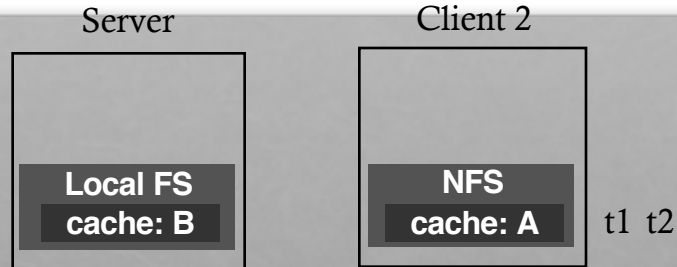 Server
Client 2
Local FS
cache: B
NFS
cache: A
t1 t2